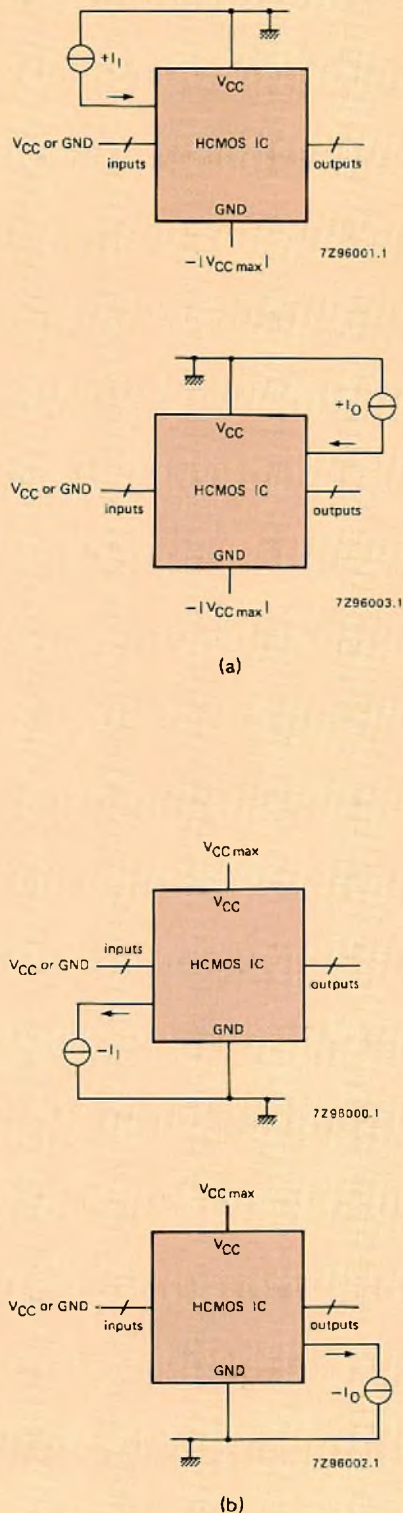 +I_I
V_CC
V_CC or GND
inputs
HCMOS IC
outputs
GND
−|V_CC max|
7Z96001.1
+I_O
V_CC
V_CC or GND
inputs
HCMOS IC
outputs
GND
−|V_CC max|
7Z96003.1
(a)
V_CC max
V_CC
inputs
V_CC or GND
HCMOS IC
outputs
GND
−I_I
7Z96000.1
V_CC max
V_CC
V_CC or GND
inputs
HCMOS IC
outputs
GND
−I_O
7Z96002.1
(b)